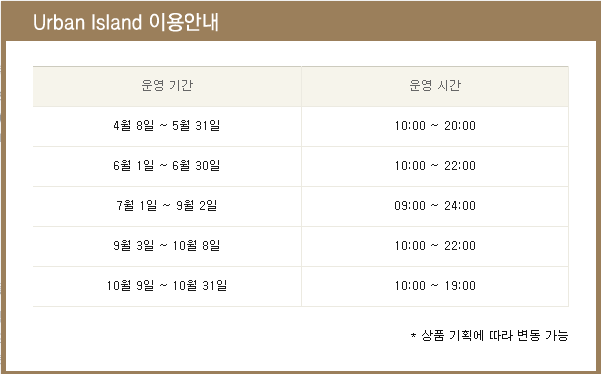 Urban Island 이용안내
운영 기간 운영 시간
4월 8일 ~ 5월 31일 10:00 ~ 20:00
6월 1일 ~ 6월 30일 10:00 ~ 22:00
7월 1일 ~ 9월 2일 09:00 ~ 24:00
9월 3일 ~ 10월 8일 10:00 ~ 22:00
10월 9일 ~ 10월 31일 10:00 ~ 19:00
* 상품 기획에 따라 변동 가능